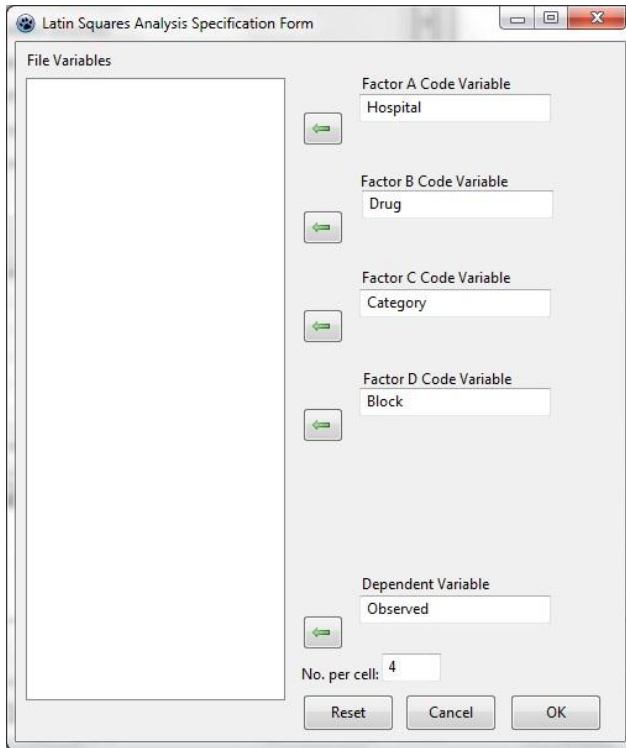 Latin Squares Analysis Specification Form
File Variables
Factor A Code Variable
Hospital
Factor B Code Variable
Drug
Factor C Code Variable
Category
Factor D Code Variable
Block
Dependent Variable
Observed
No. per cell: 4
Reset Cancel OK